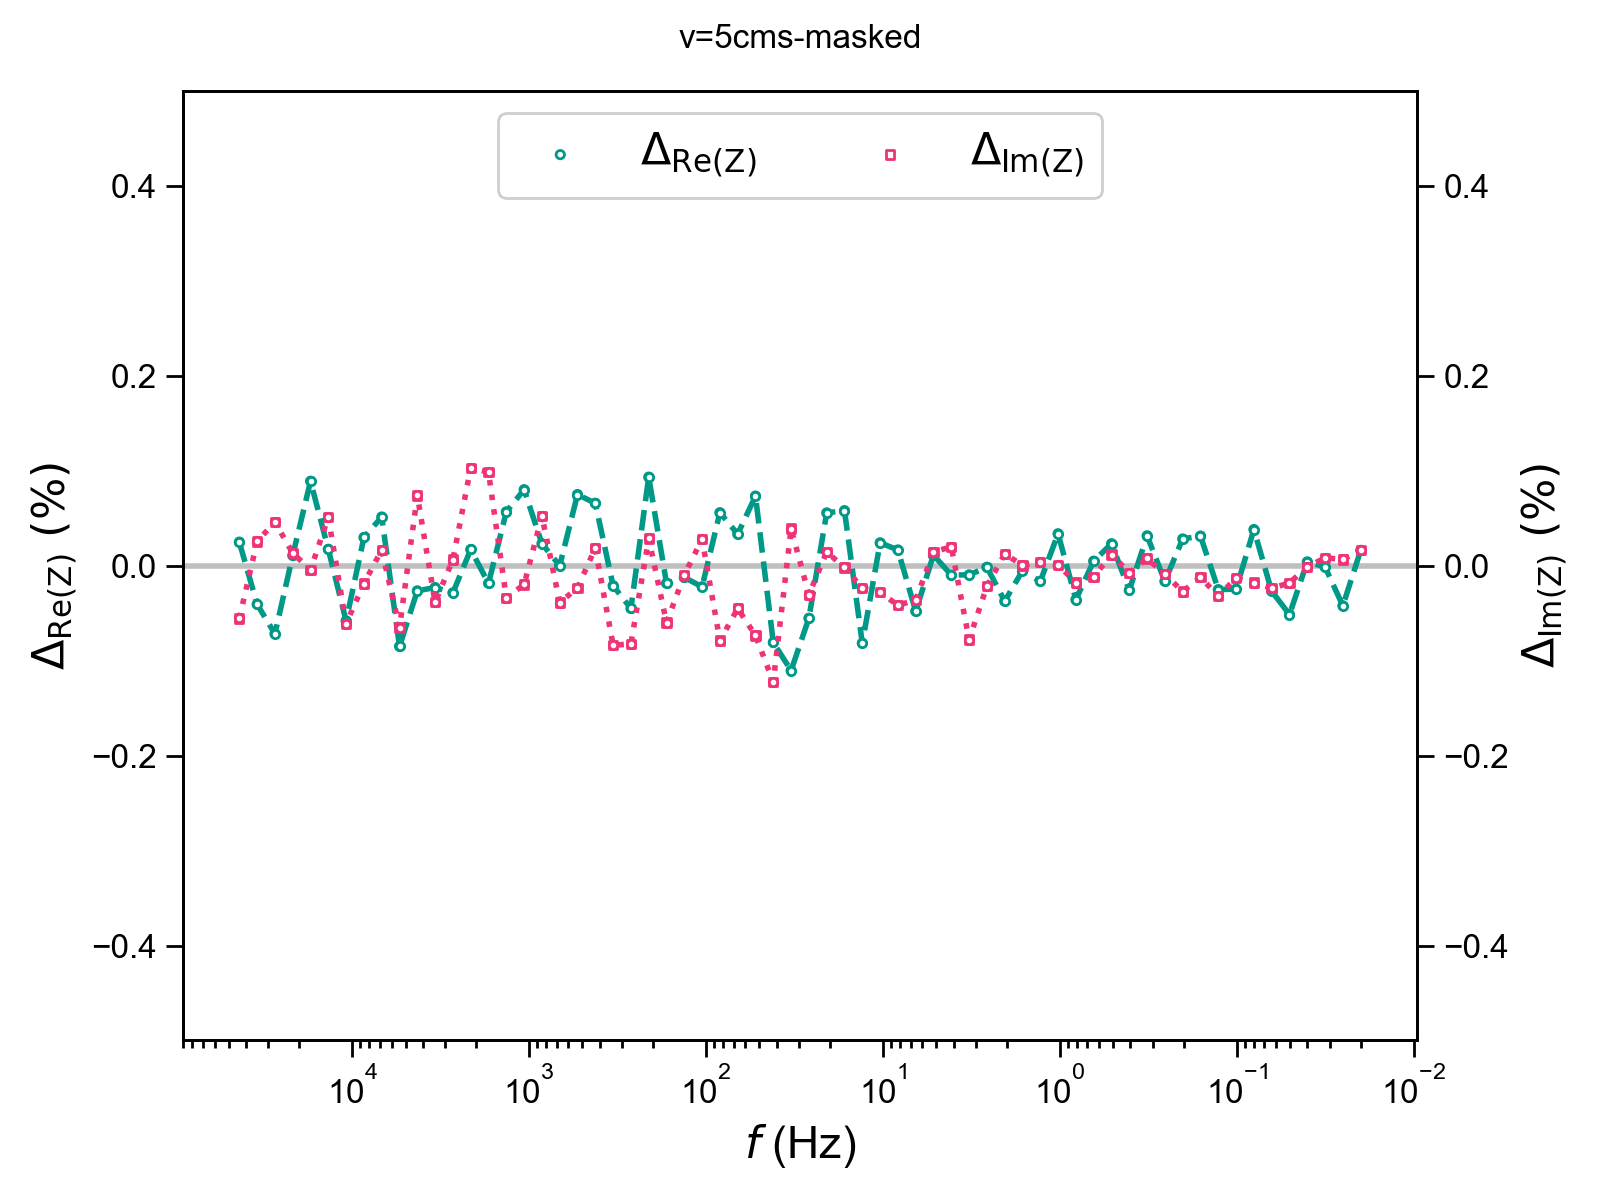 v=5cms-masked
Δ_Re(Z) Δ_Im(Z)
0.4 0.4
0.2 0.2
0.0 0.0
−0.2 −0.2
−0.4 −0.4
Δ_Re(Z) (%)
Δ_Im(Z) (%)
10^4 10^3 10^2 10^1 10^0 10^−1 10^−2
f (Hz)